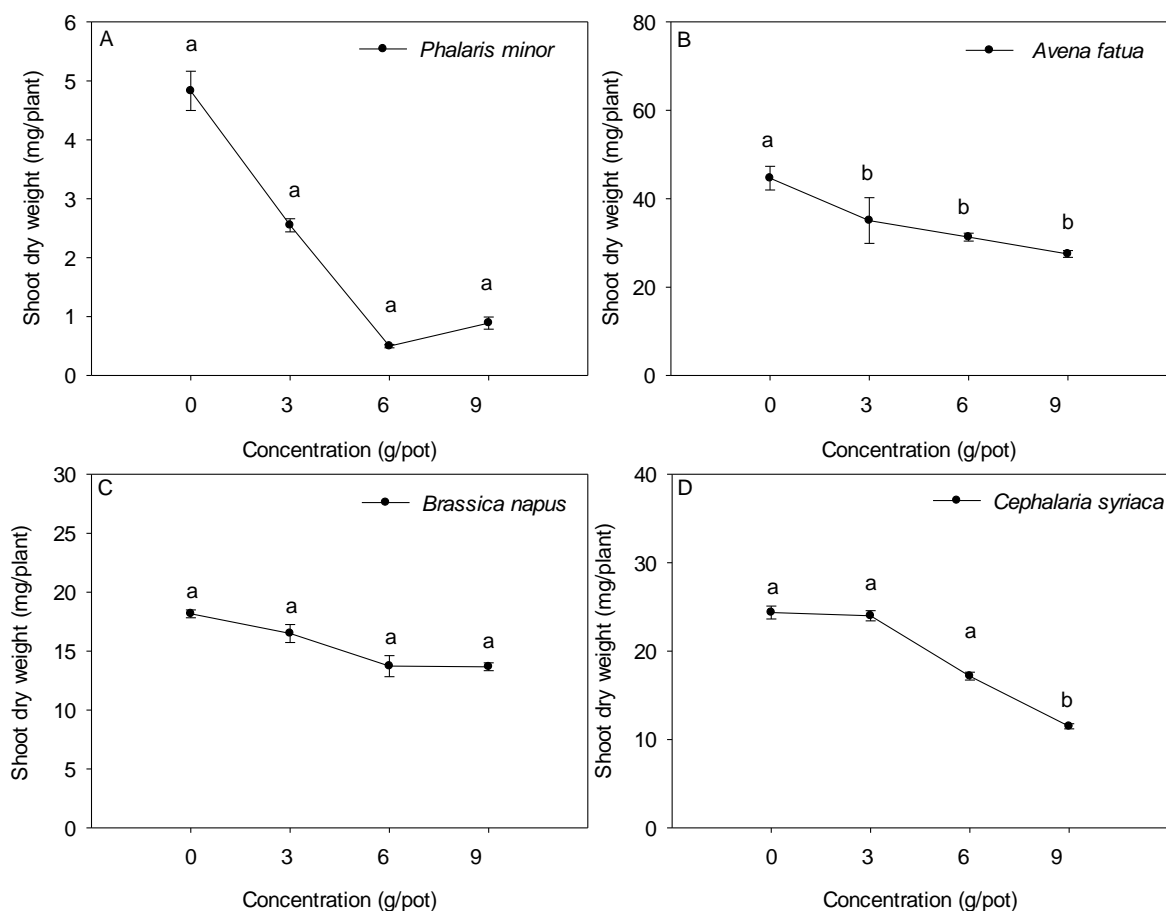 A
Phalaris minor
Shoot dry weight (mg/plant)
6
5
4
3
2
1
0
a
a
a
a
0 3 6 9
Concentration (g/pot)
B
Avena fatua
Shoot dry weight (mg/plant)
80
60
40
20
0
a
b
b
b
0 3 6 9
Concentration (g/pot)
C
Brassica napus
Shoot dry weight (mg/plant)
30
25
20
15
10
5
0
a
a
a
a
0 3 6 9
Concentration (g/pot)
D
Cephalaria syriaca
Shoot dry weight (mg/plant)
40
30
20
10
0
a
a
a
b
0 3 6 9
Concentration (g/pot)